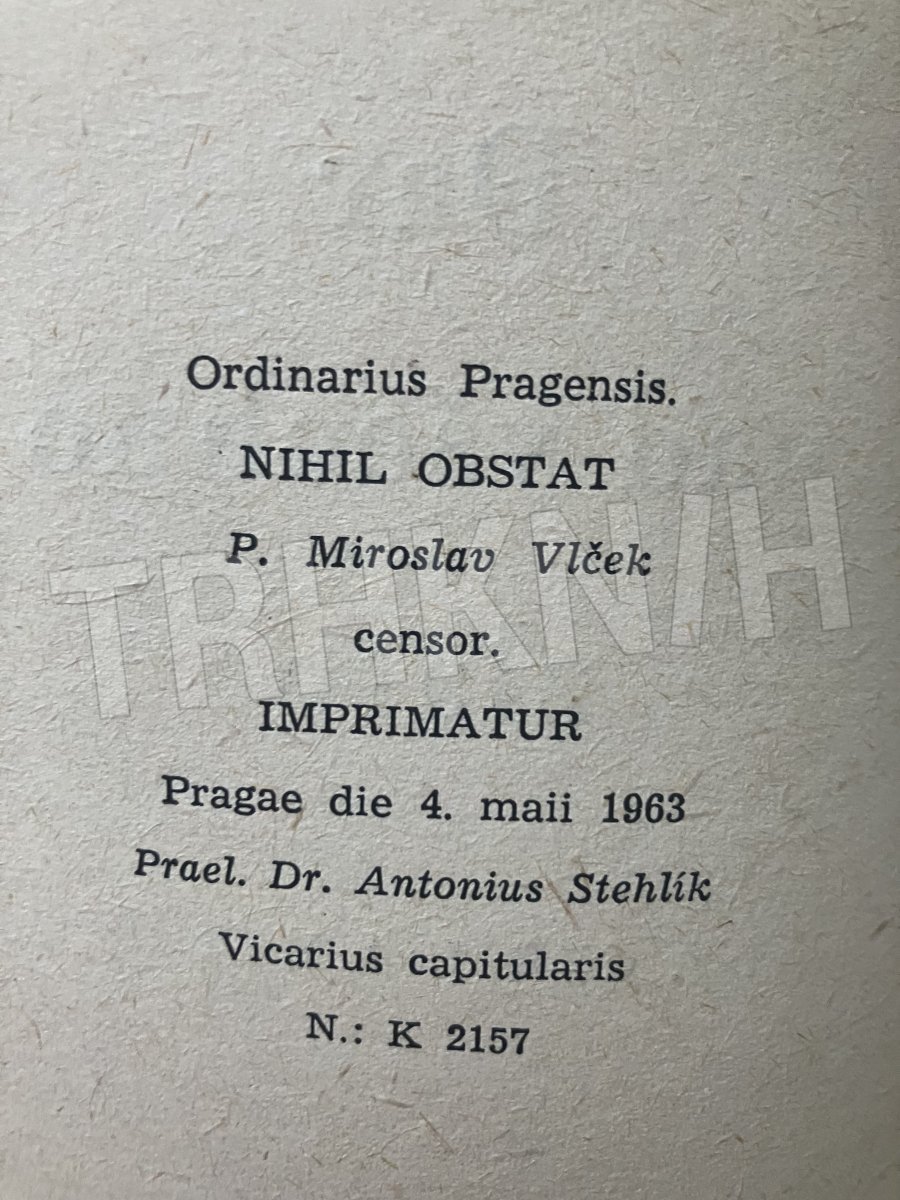 Ordinarius Pragensis.
NIHIL OBSTAT
P. Miroslav Vlček
censor.
IMPRIMATUR
Pragae die 4. maii 1963
Prael. Dr. Antonius Stehlík
Vicarius capitularis
N.: K 2157
TRHKNIH